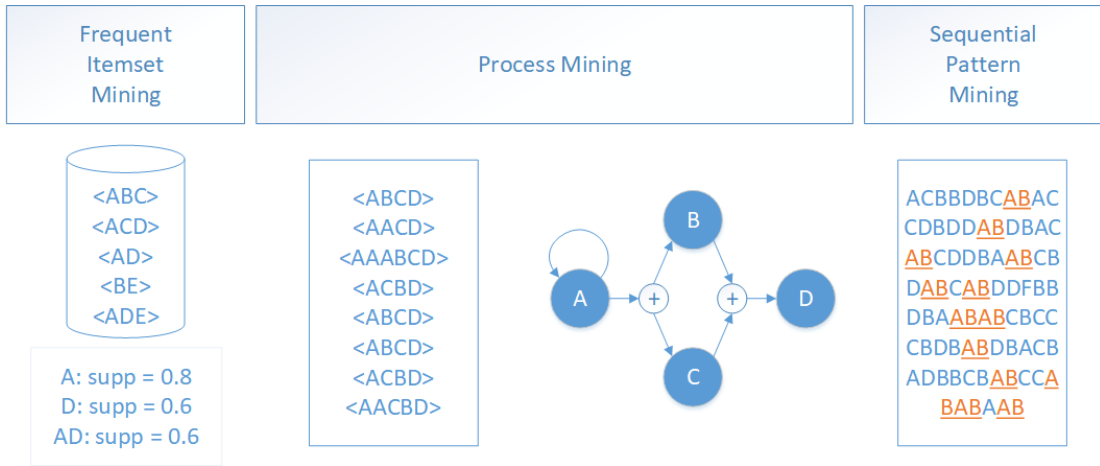 Frequent
Itemset
Mining
Process Mining
Sequential
Pattern
Mining
<ABC>
<ACD>
<AD>
<BE>
<ADE>
A: supp = 0.8
D: supp = 0.6
AD: supp = 0.6
<ABCD>
<AACD>
<AAABCD>
<ACBD>
<ABCD>
<ABCD>
<ACBD>
<AACBD>
A
B
C
D
+
+
ACBBDBCABAC
CDBDDABDBAC
ABCDDBAABCB
DABCABDDFBB
DBAABABCBCC
CBDBABDBACB
ADBBCBABCCA
BABAAB